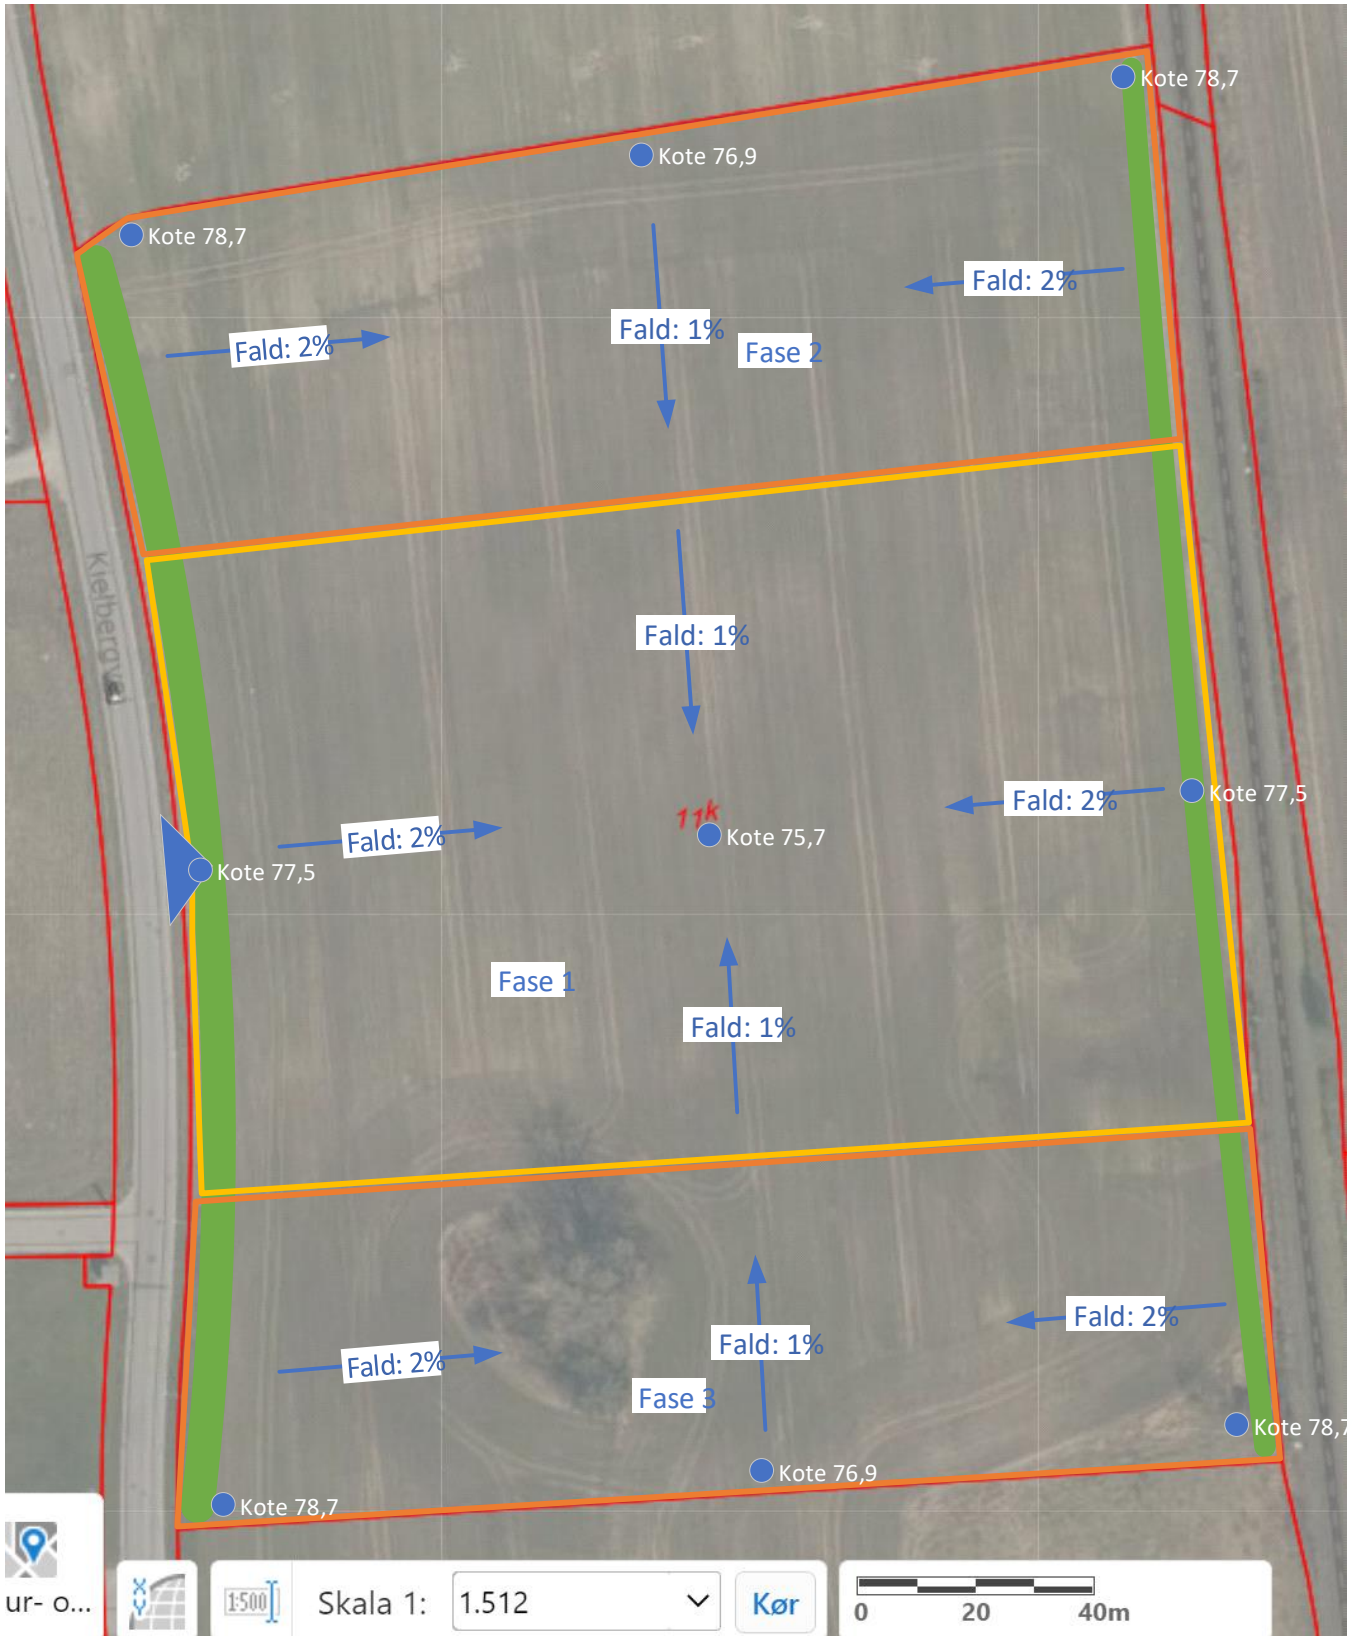 Kote 78,7
Kote 76,9
Kote 78,7
Fald: 2%
Fald: 1%
Fald: 2%
Fase 2
Kjelbergvej
Fald: 1%
Fald: 2%
Kote 77,5
11k
Fald: 2%
Kote 75,7
Kote 77,5
Fase 1
Fald: 1%
Fald: 2%
Fald: 1%
Fald: 2%
Fase 3
Kote 78,7
Kote 76,9
Kote 78,7
ur- o...
X
Y
1:500
Skala 1:
1.512
Kør
0 20 40m